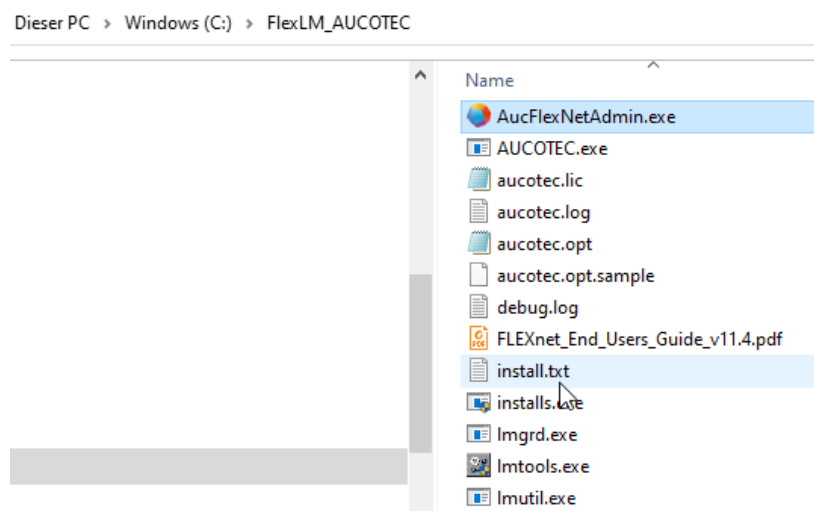 Dieser PC > Windows (C:) > FlexLM_AUCOTEC
Name
AucFlexNetAdmin.exe
AUCOTEC.exe
aucotec.lic
aucotec.log
aucotec.opt
aucotec.opt.sample
debug.log
FLEXnet_End_Users_Guide_v11.4.pdf
install.txt
installs.exe
lmgrd.exe
lmtools.exe
lmutil.exe